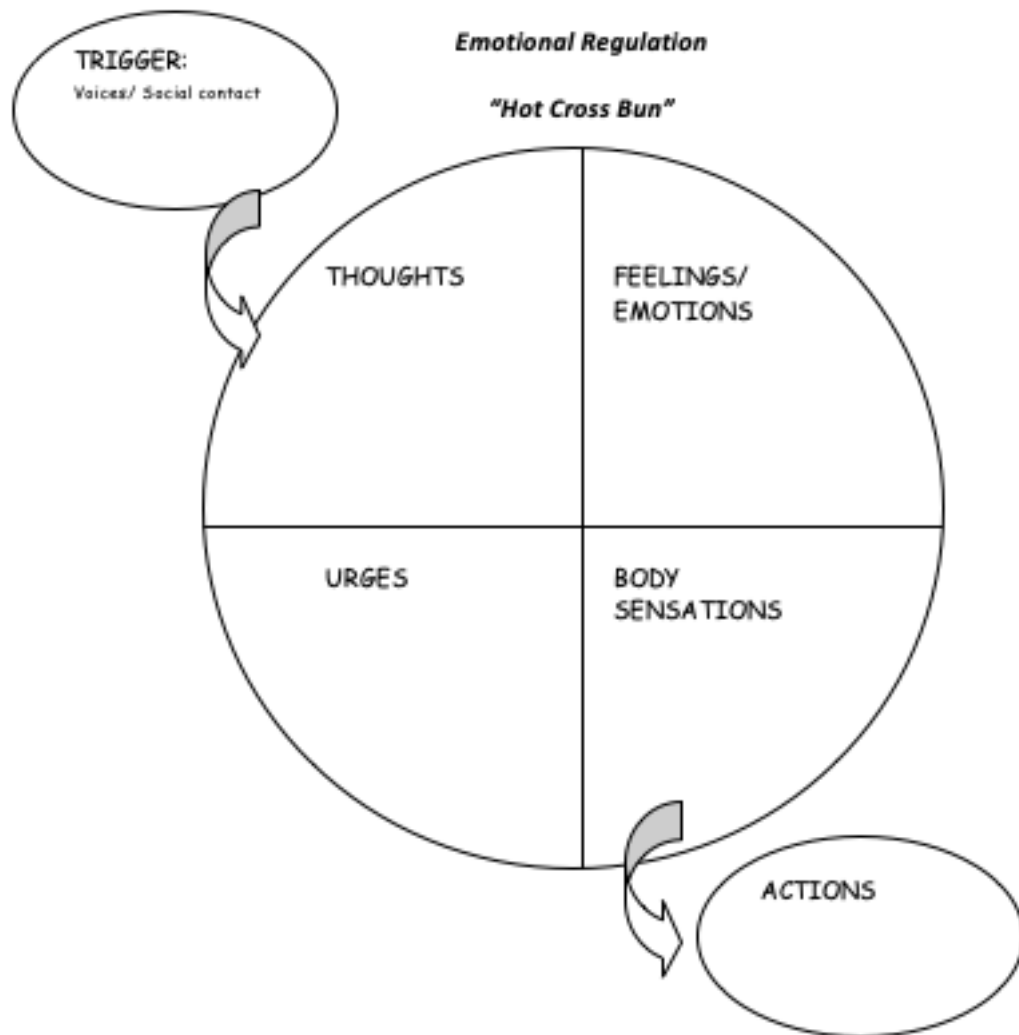 Emotional Regulation
“Hot Cross Bun”
TRIGGER:
Voices/ Social contact
THOUGHTS
FEELINGS/
EMOTIONS
URGES
BODY
SENSATIONS
ACTIONS